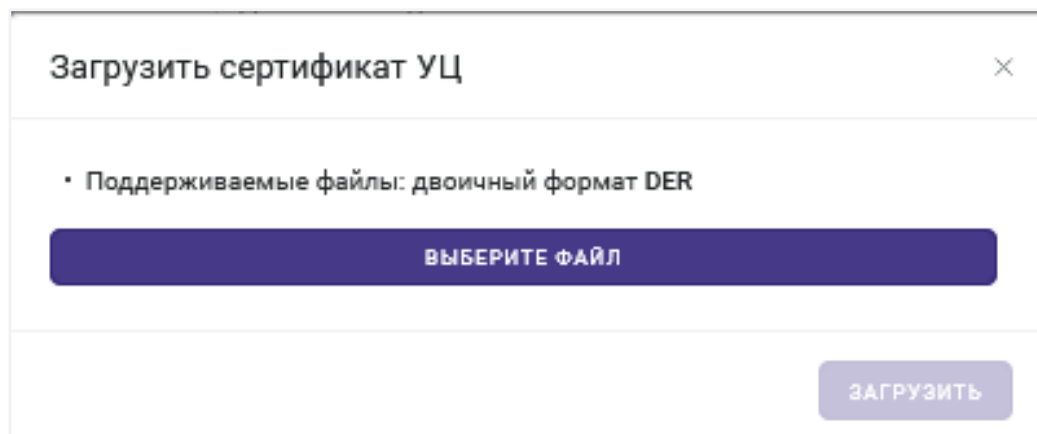 Загрузить сертификат УЦ
• Поддерживаемые файлы: двоичный формат DER
ВЫБЕРИТЕ ФАЙЛ
ЗАГРУЗИТЬ